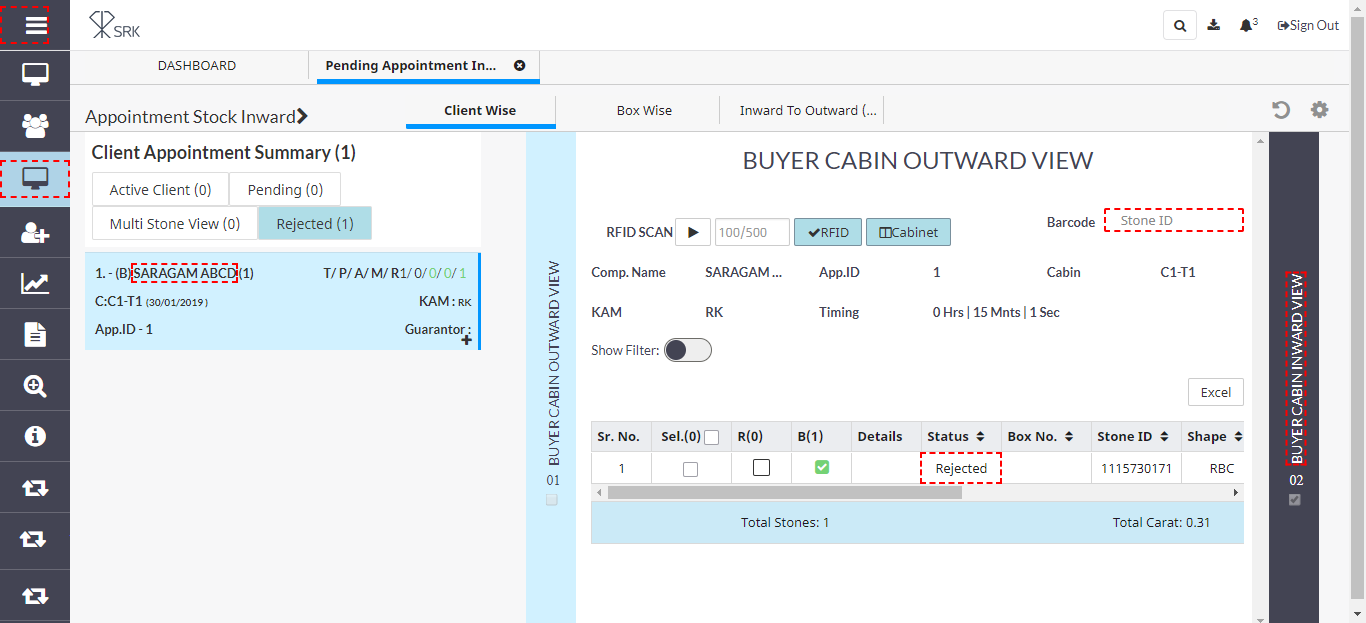 SRK
3
Sign Out
DASHBOARD
Pending Appointment In...
Appointment Stock Inward
Client Wise
Box Wise
Inward To Outward (...
Client Appointment Summary (1)
Active Client (0)
Pending (0)
Multi Stone View (0)
Rejected (1)
1. - (B)SARAGAM ABCD(1)
T/ P/ A/ M/ R1/ 0/0/0/1
C:C1-T1 (30/01/2019 )
KAM : RK
App.ID - 1
Guarantor :
BUYER CABIN OUTWARD VIEW
01
BUYER CABIN OUTWARD VIEW
RFID SCAN
100/500
RFID
Cabinet
Barcode
Stone ID
Comp. Name
SARAGAM ...
App.ID
1
Cabin
C1-T1
KAM
RK
Timing
0 Hrs | 15 Mnts | 1 Sec
Show Filter:
Excel
Sr. No.
Sel.(0)
R(0)
B(1)
Details
Status
Box No.
Stone ID
Shape
1
Rejected
1115730171
RBC
Total Stones: 1
Total Carat: 0.31
BUYER CABIN INWARD VIEW
02